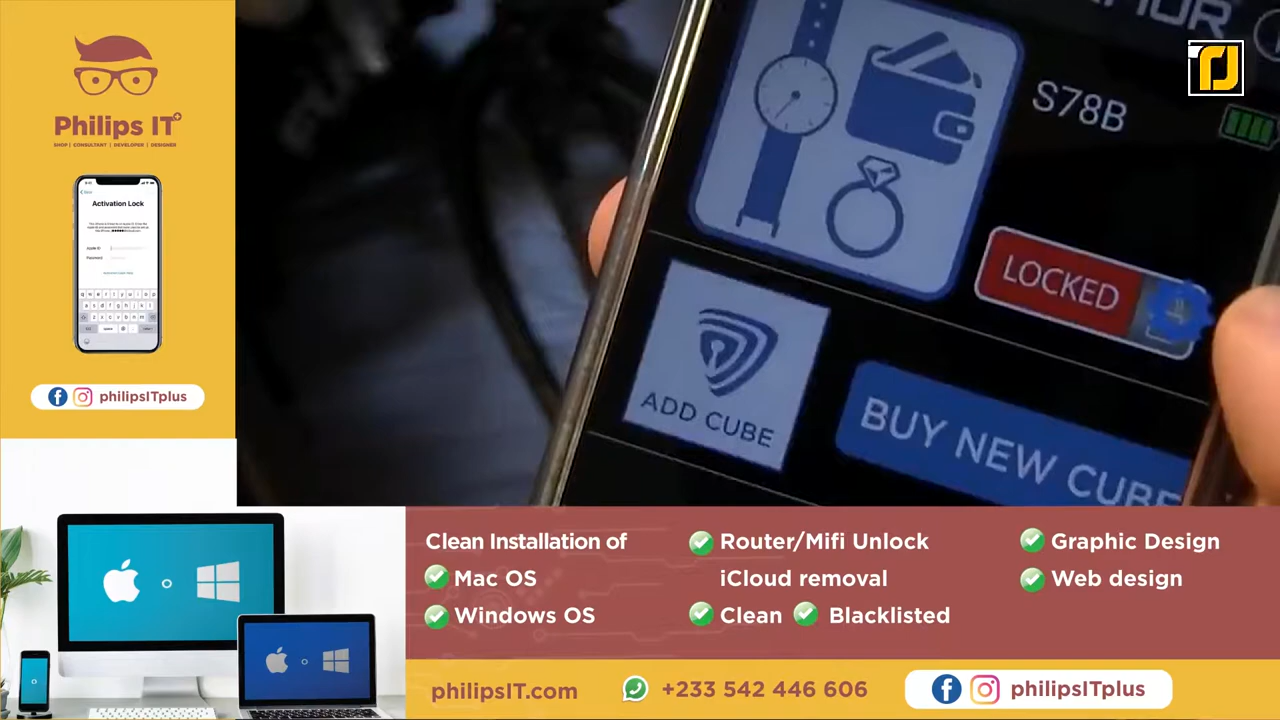 Philips IT+
SHOP | CONSULTANT | DEVELOPER | DESIGNER
Activation Lock
philipsITplus
S78B
LOCKED
ADD CUBE
BUY NEW CUBE
Clean Installation of
Mac OS
Windows OS
Router/Mifi Unlock
iCloud removal
Clean Blacklisted
Graphic Design
Web design
philipsIT.com
+233 542 446 606
philipsITplus